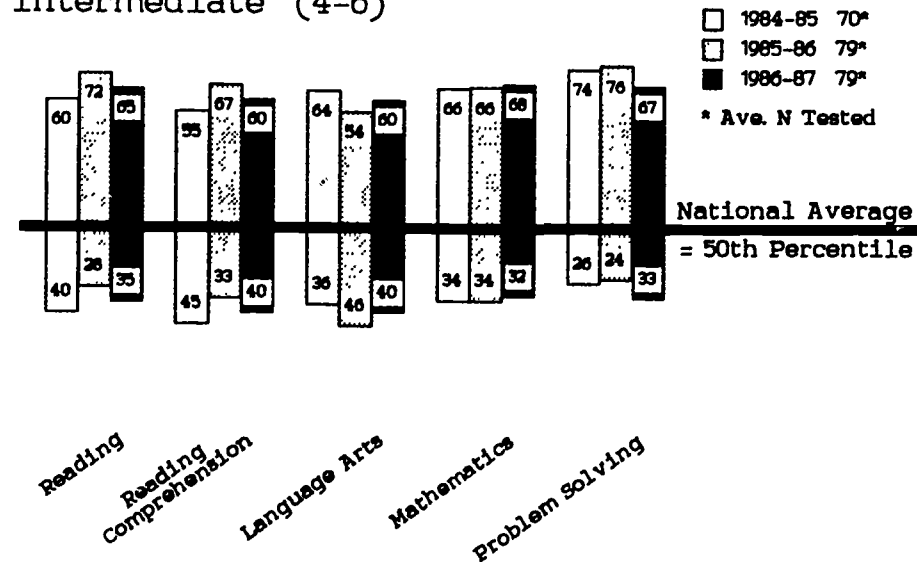 Intermediate (4-6)
1984-85 70*
1985-86 79*
1986-87 79*
* Ave. N Tested
60 72 65
55 67 60
64 54 60
66 66 68
74 76 67
National Average
= 50th Percentile
40 28 35
45 33 40
36 46 40
34 34 32
26 24 33
Reading
Reading
Comprehension
Language Arts
Mathematics
Problem Solving